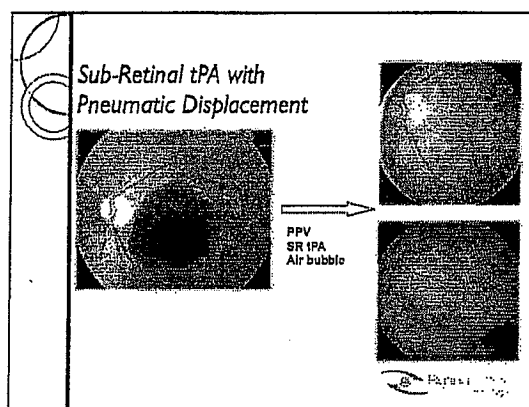 Sub-Retinal tPA with
Pneumatic Displacement
PPV
SR tPA
Air bubble